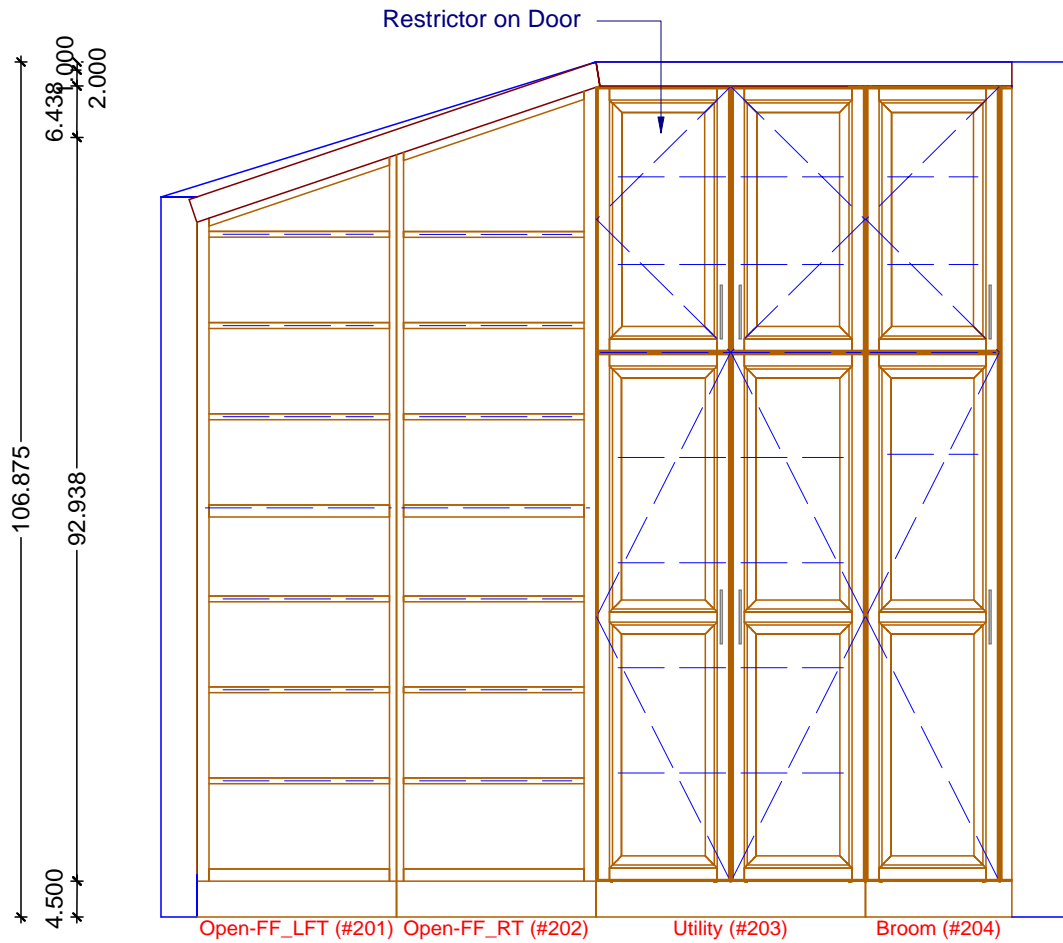 Restrictor on Door
1.000
2.000
6.438
106.875
92.938
4.500
Open-FF_LFT (#201)
Open-FF_RT (#202)
Utility (#203)
Broom (#204)